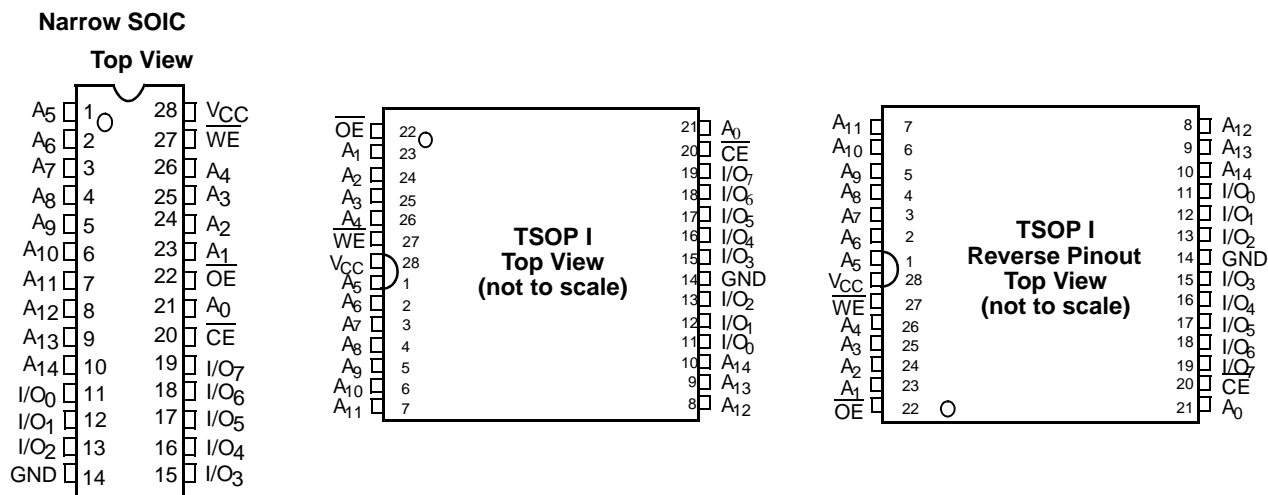 Narrow SOIC
Top View
A5 1 28 VCC
A6 2 27 W̅E̅
A7 3 26 A4
A8 4 25 A3
A9 5 24 A2
A10 6 23 A1
A11 7 22 O̅E̅
A12 8 21 A0
A13 9 20 C̅E̅
A14 10 19 I/O7
I/O0 11 18 I/O6
I/O1 12 17 I/O5
I/O2 13 16 I/O4
GND 14 15 I/O3
O̅E̅ 22 21 A0
A1 23 20 C̅E̅
A2 24 19 I/O7
A3 25 18 I/O6
A4 26 17 I/O5
W̅E̅ 27 16 I/O4
VCC 28 15 I/O3
A5 1 14 GND
A6 2 13 I/O2
A7 3 12 I/O1
A8 4 11 I/O0
A9 5 10 A14
A10 6 9 A13
A11 7 8 A12
TSOP I
Top View
(not to scale)
A11 7 8 A12
A10 6 9 A13
A9 5 10 A14
A8 4 11 I/O0
A7 3 12 I/O1
A6 2 13 I/O2
A5 1 14 GND
VCC 28 15 I/O3
W̅E̅ 27 16 I/O4
A4 26 17 I/O5
A3 25 18 I/O6
A2 24 19 I/O7
A1 23 20 C̅E̅
O̅E̅ 22 21 A0
TSOP I
Reverse Pinout
Top View
(not to scale)